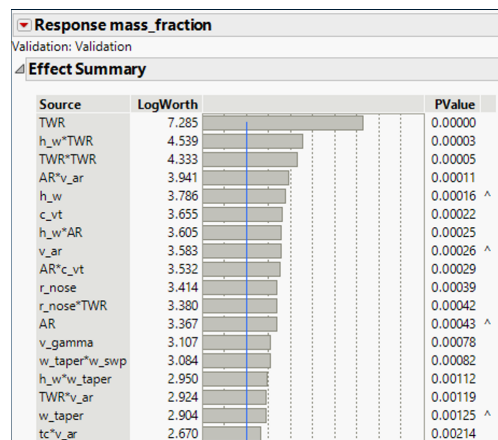 Response mass_fraction
Validation: Validation
Effect Summary
Source LogWorth PValue
TWR 7.285 0.00000
h_w*TWR 4.539 0.00003
TWR*TWR 4.333 0.00005
AR*v_ar 3.941 0.00011
h_w 3.786 0.00016 ^
c_vt 3.655 0.00022
h_w*AR 3.605 0.00025
v_ar 3.583 0.00026 ^
AR*c_vt 3.532 0.00029
r_nose 3.414 0.00039
r_nose*TWR 3.380 0.00042
AR 3.367 0.00043 ^
v_gamma 3.107 0.00078
w_taper*w_swp 3.084 0.00082
h_w*w_taper 2.950 0.00112
TWR*v_ar 2.924 0.00119
w_taper 2.904 0.00125 ^
tc*v_ar 2.670 0.00214